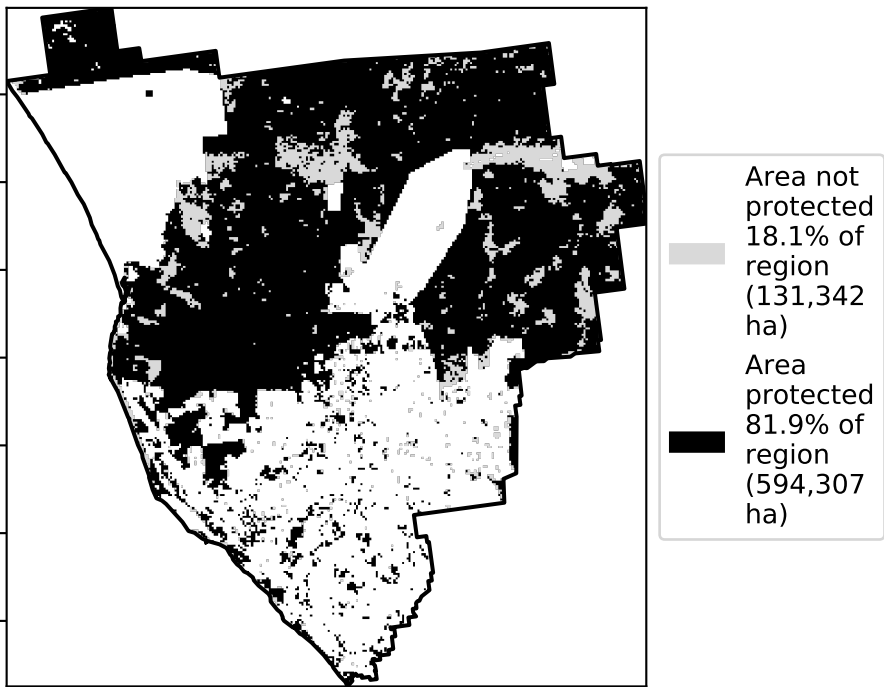 Area not
protected
18.1% of
region
(131,342
ha)
Area
protected
81.9% of
region
(594,307
ha)